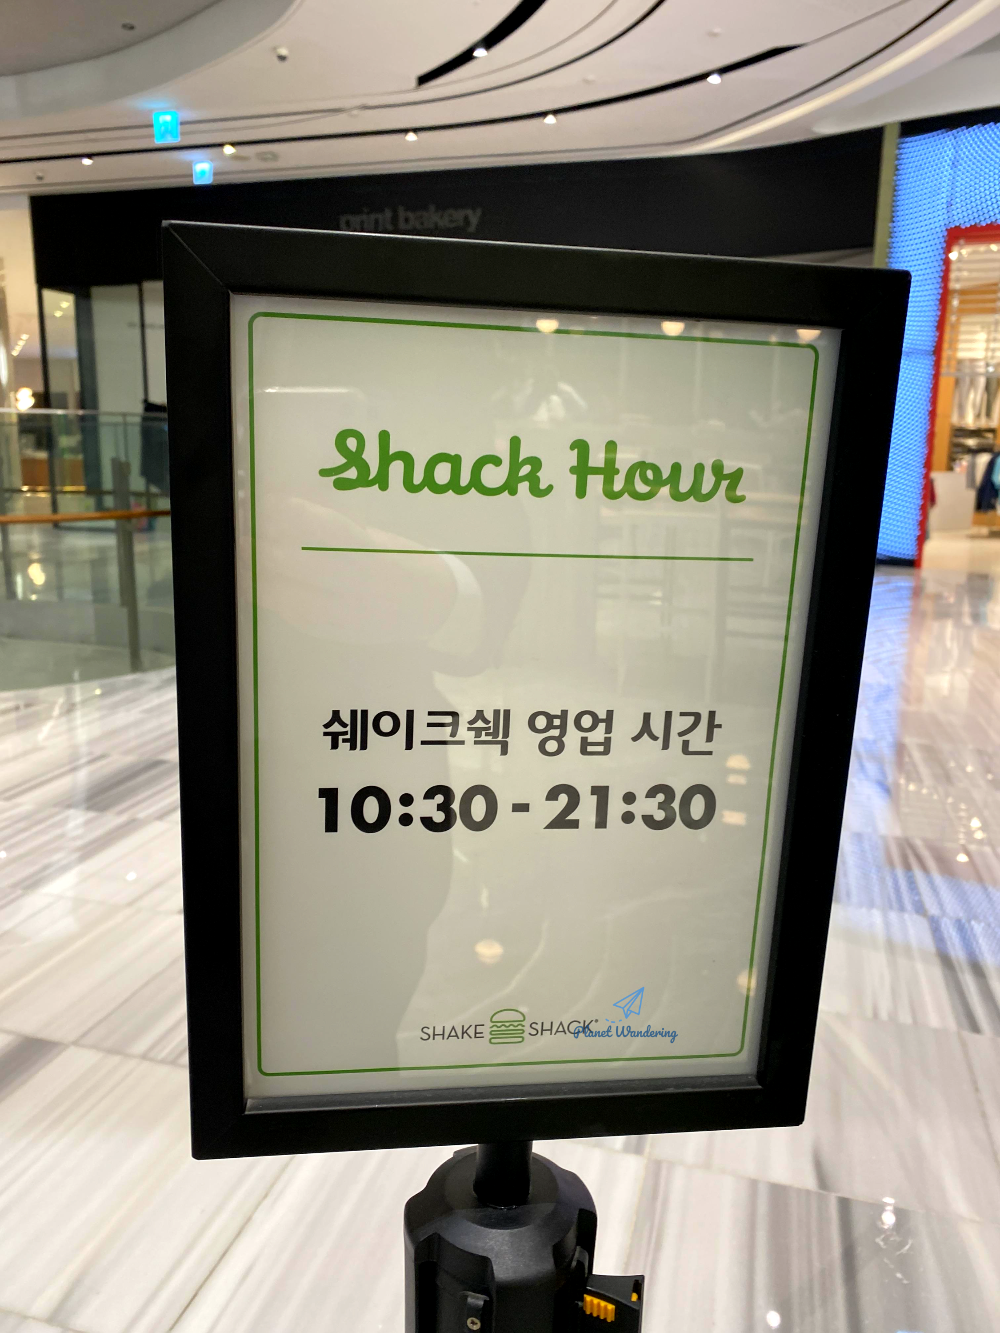 print bakery
Shack Hour
쉐이크쉑 영업 시간
10:30 - 21:30
SHAKE SHACK
Planet Wandering